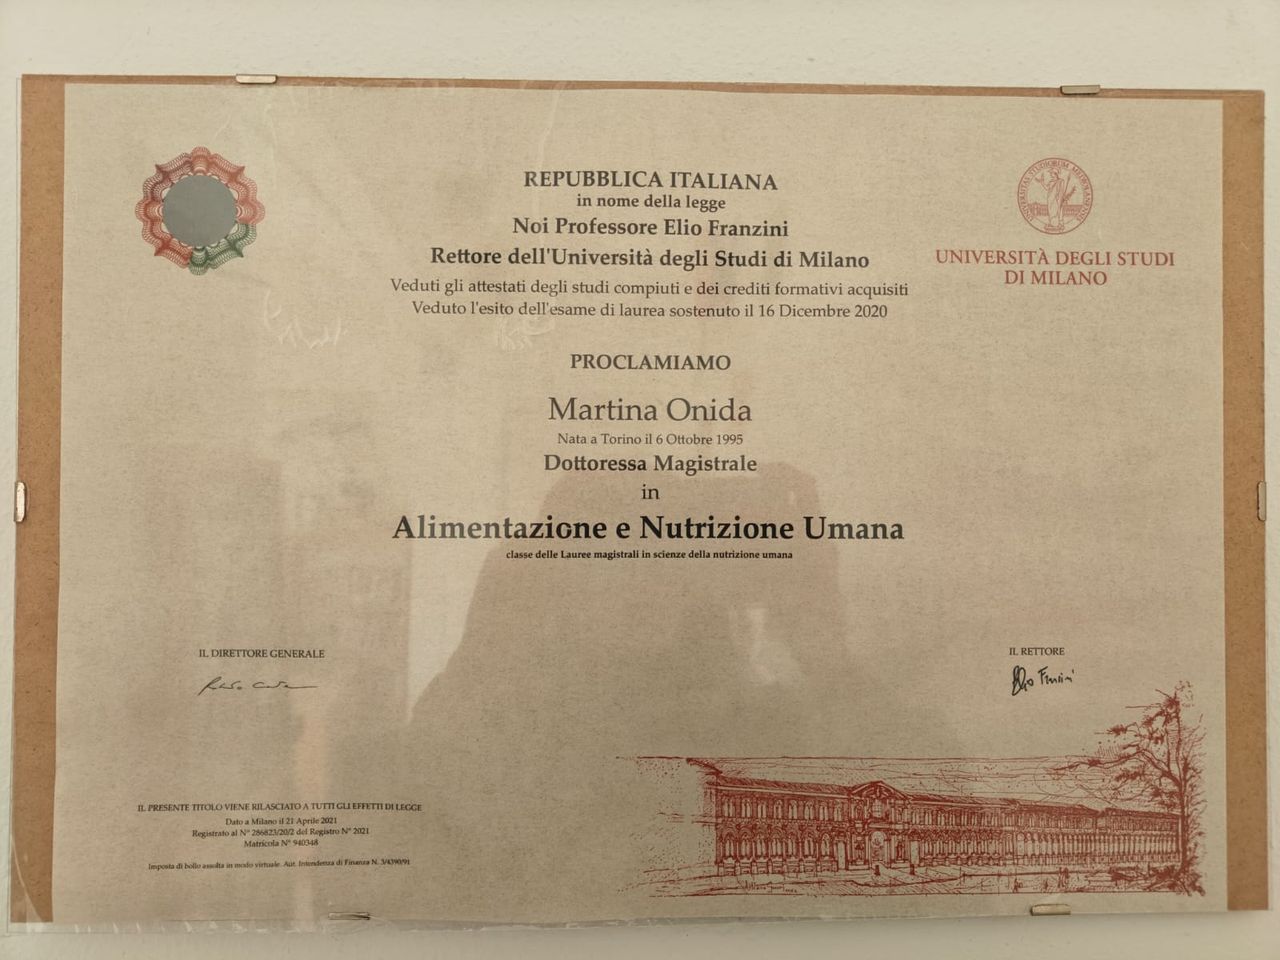 REPUBBLICA ITALIANA
in nome della legge
Noi Professore Elio Franzini
Rettore dell'Università degli Studi di Milano
Veduti gli attestati degli studi compiuti e dei crediti formativi acquisiti
Veduto l'esito dell'esame di laurea sostenuto il 16 Dicembre 2020
UNIVERSITÀ DEGLI STUDI
DI MILANO
PROCLAMIAMO
Martina Onida
Nata a Torino il 6 Ottobre 1995
Dottoressa Magistrale
in
Alimentazione e Nutrizione Umana
classe delle Lauree magistrali in scienze della nutrizione umana
IL DIRETTORE GENERALE
IL RETTORE
Elio Franzini
IL PRESENTE TITOLO VIENE RILASCIATO A TUTTI GLI EFFETTI DI LEGGE
Dato a Milano il 21 Aprile 2021
Registrato al N° 286823/20/2 del Registro N° 2021
Matricola N° 940348
Imposta di bollo assolta in modo virtuale. Aut. Intendenza di Finanza N. 3/4390/91